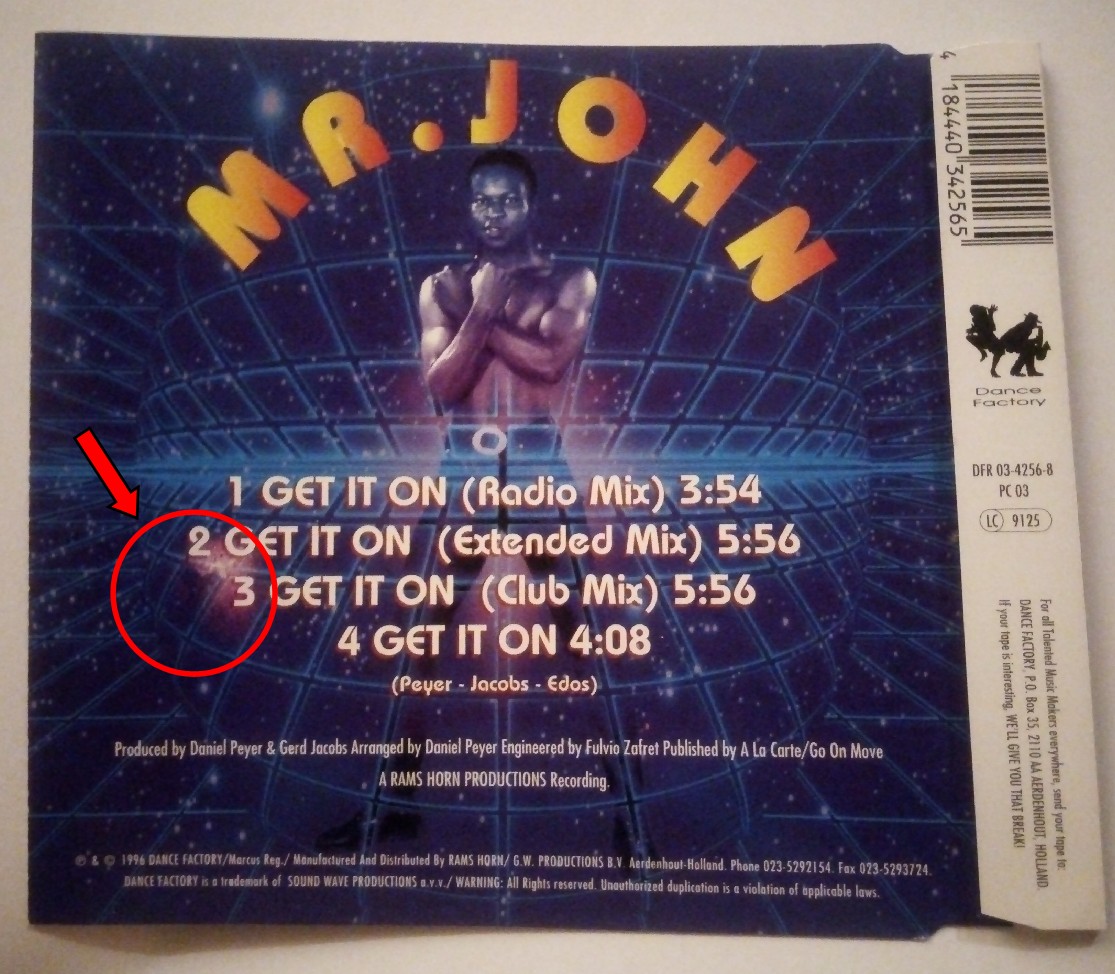 MR. JOHN
1 GET IT ON (Radio Mix) 3:54
2 GET IT ON (Extended Mix) 5:56
3 GET IT ON (Club Mix) 5:56
4 GET IT ON 4:08
(Peyer - Jacobs - Edos)
Produced by Daniel Peyer & Gerd Jacobs Arranged by Daniel Peyer Engineered by Fulvio Zafret Published by A La Carte/Go On Move
A RAMS HORN PRODUCTIONS Recording.
℗ & © 1996 DANCE FACTORY/Marcus Reg./ Manufactured And Distributed By RAMS HORN/ G.W. PRODUCTIONS B.V. Aerdenhout-Holland. Phone 023-5292154. Fax 023-5293724.
DANCE FACTORY is a trademark of SOUND WAVE PRODUCTIONS a.v.v./ WARNING: All Rights reserved. Unauthorized duplication is a violation of applicable laws.
4 184440 342565
Dance
Factory
DFR 03-4256-8
PC 03
LC 9125
For all Talented Music Makers everywhere, send your tape to:
DANCE FACTORY, P.O. Box 35, 2110 AA AERDENHOUT, HOLLAND.
If your tape is interesting, WE'LL GIVE YOU THAT BREAK!